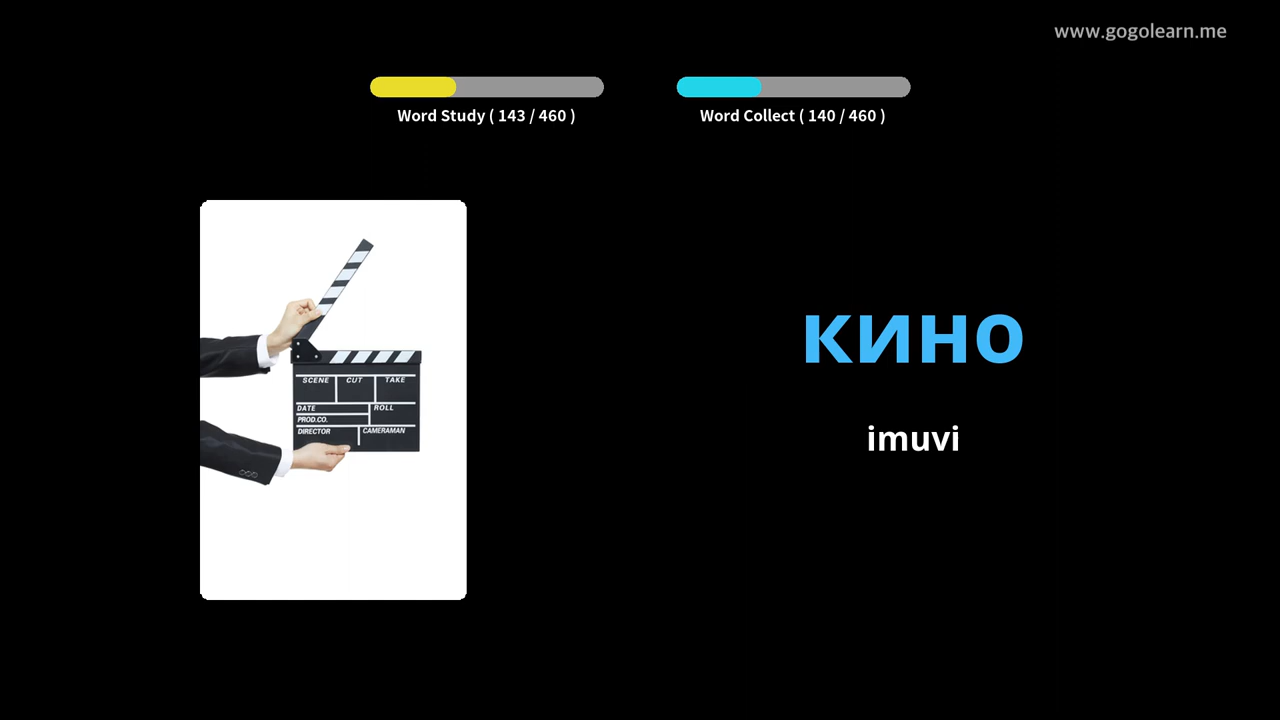 www.gogolearn.me
Word Study ( 143 / 460 )
Word Collect ( 140 / 460 )
SCENE CUT TAKE
DATE ROLL
PROD.CO.
DIRECTOR CAMERAMAN
кино
imuvi